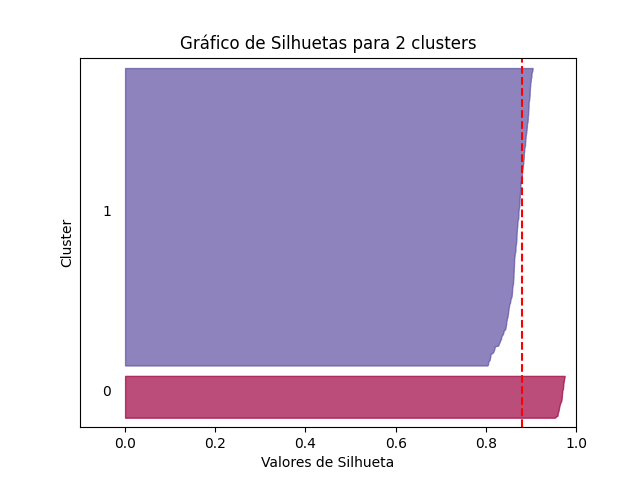 Gráfico de Silhuetas para 2 clusters
Cluster
1
0
0.0 0.2 0.4 0.6 0.8 1.0
Valores de Silhueta